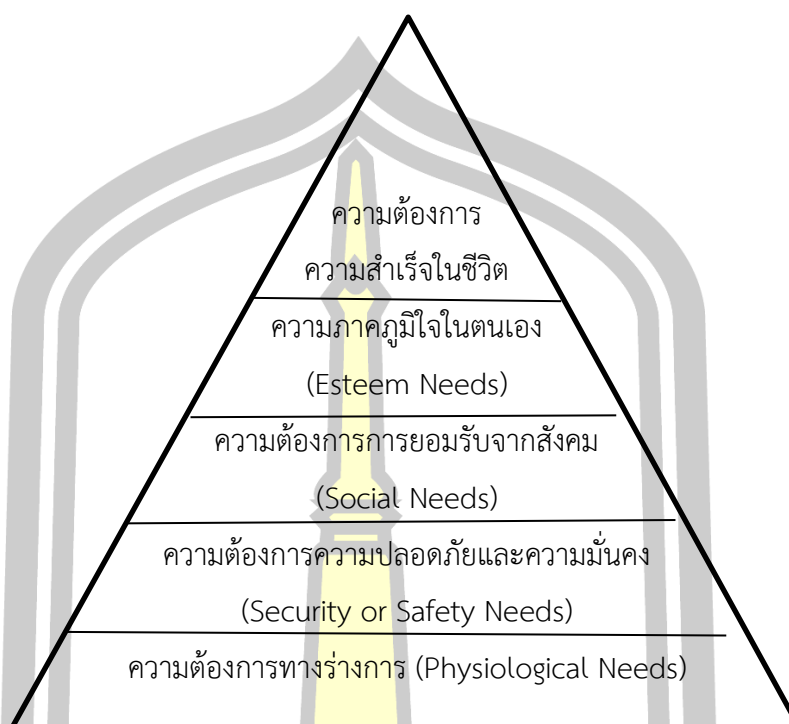 ความต้องการ
ความสำเร็จในชีวิต
ความภาคภูมิใจในตนเอง
(Esteem Needs)
ความต้องการการยอมรับจากสังคม
(Social Needs)
ความต้องการความปลอดภัยและความมั่นคง
(Security or Safety Needs)
ความต้องการทางร่างการ (Physiological Needs)